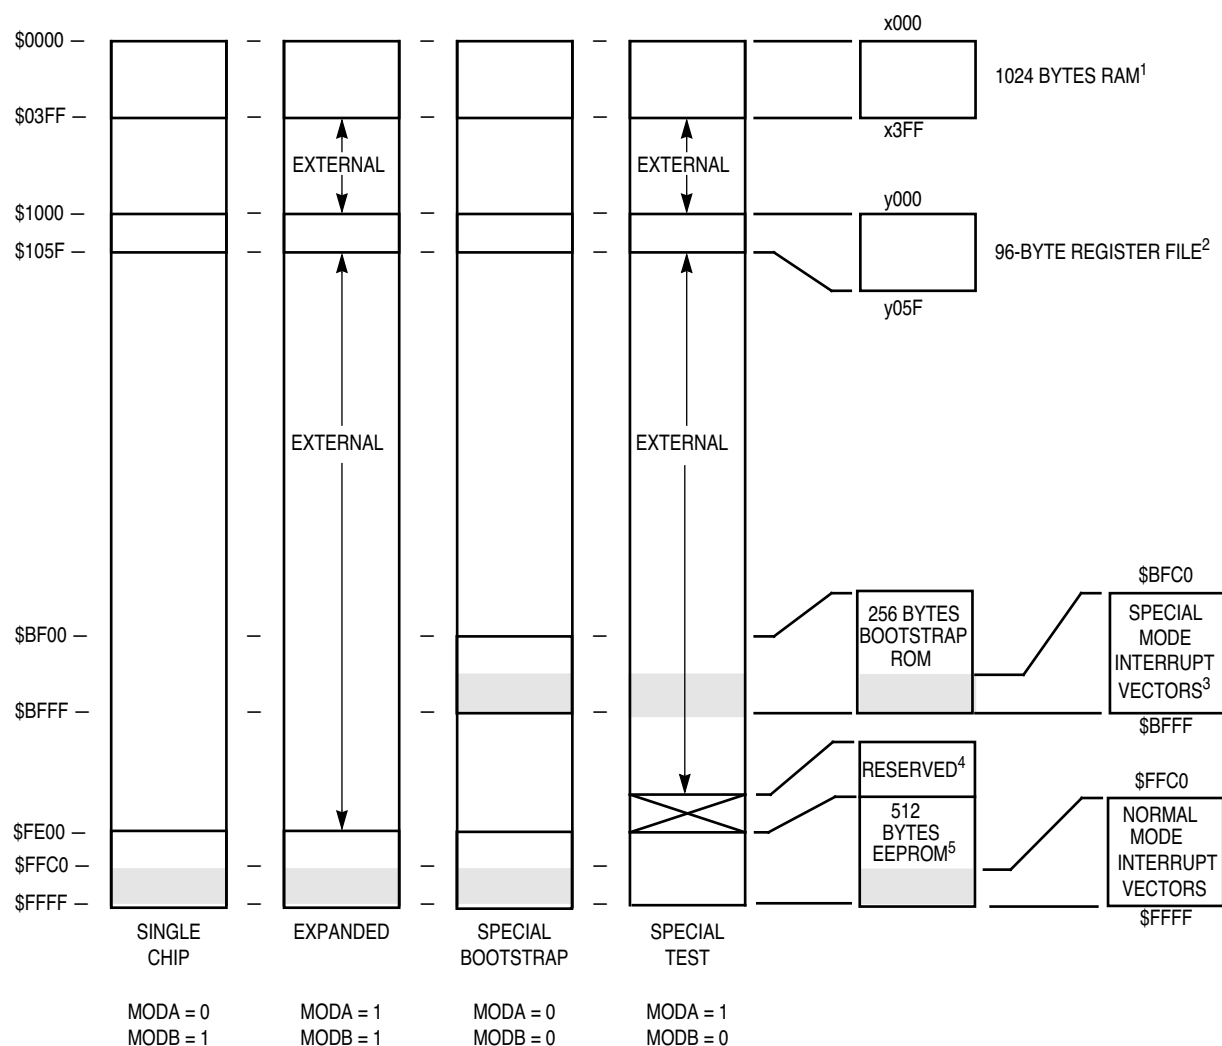 x000
$0000
1024 BYTES RAM1
$03FF
x3FF
EXTERNAL
EXTERNAL
y000
$1000
$105F
96-BYTE REGISTER FILE2
y05F
EXTERNAL
EXTERNAL
$BFC0
256 BYTES
BOOTSTRAP
ROM
SPECIAL
MODE
INTERRUPT
VECTORS3
$BF00
$BFFF
$BFFF
RESERVED4
$FFC0
512
BYTES
EEPROM5
NORMAL
MODE
INTERRUPT
VECTORS
$FE00
$FFC0
$FFFF
$FFFF
SINGLE
CHIP
EXPANDED
SPECIAL
BOOTSTRAP
SPECIAL
TEST
MODA = 0
MODB = 1
MODA = 1
MODB = 1
MODA = 0
MODB = 0
MODA = 1
MODB = 0